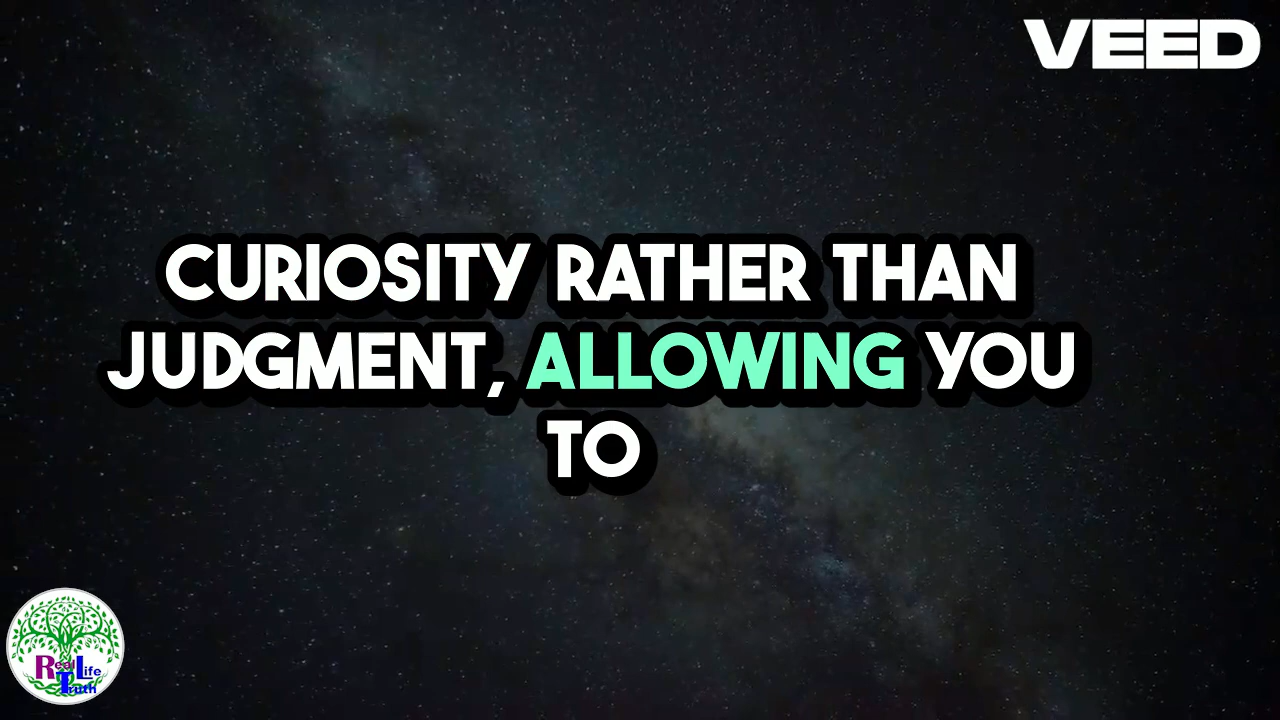 VEED
CURIOSITY RATHER THAN
JUDGMENT, ALLOWING YOU
TO
Real Life
Truth